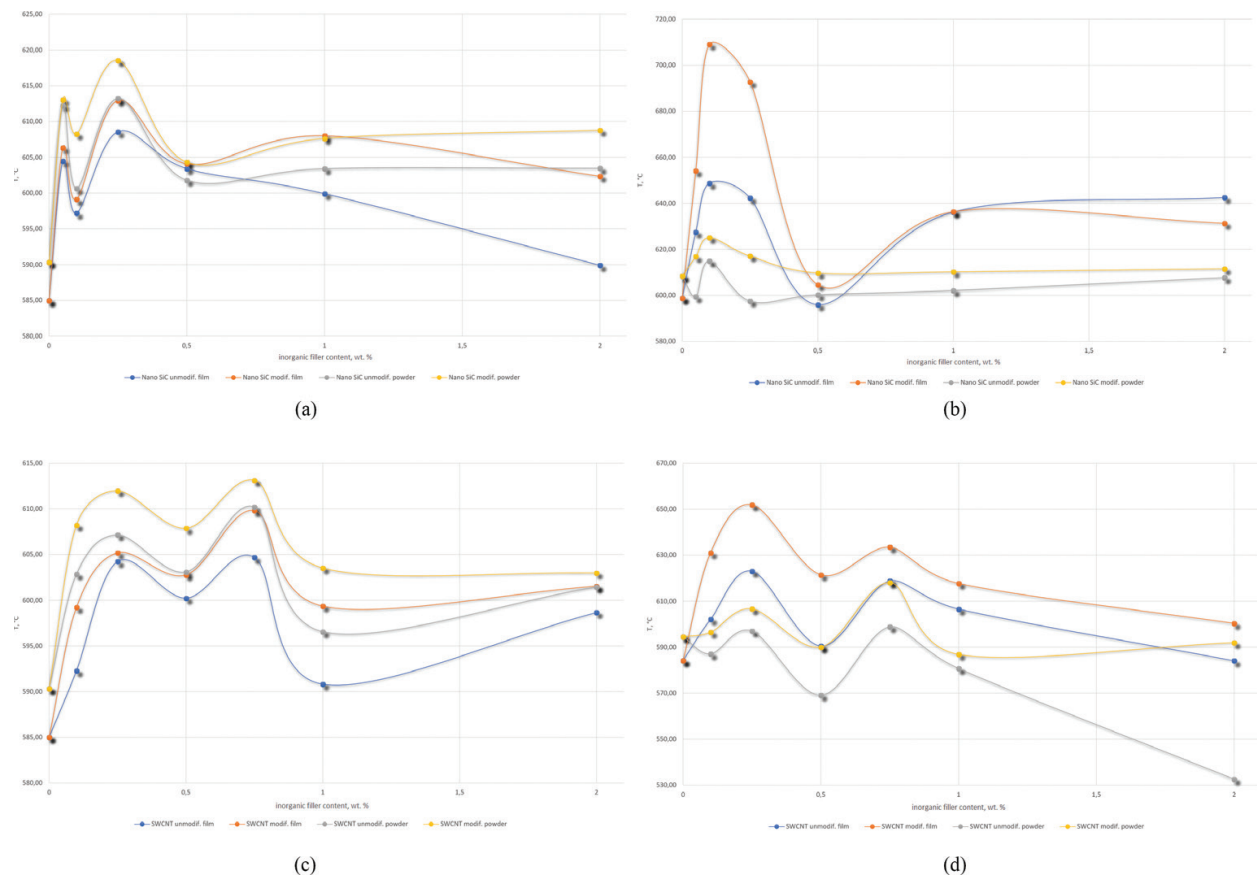 625,00
620,00
615,00
610,00
605,00
600,00
595,00
590,00
585,00
580,00
T, °C
0
0,5
1
1,5
2
inorganic filler content, wt. %
Nano SiC unmodif. film
Nano SiC modif. film
Nano SiC unmodif. powder
Nano SiC modif. powder
(a)
720,00
700,00
680,00
660,00
640,00
620,00
600,00
580,00
T, °C
0
0,5
1
1,5
2
inorganic filler content, wt. %
Nano SiC unmodif. film
Nano SiC modif. film
Nano SiC unmodif. powder
Nano SiC modif. powder
(b)
615,00
610,00
605,00
600,00
595,00
590,00
585,00
580,00
T, °C
0
0,5
1
1,5
2
inorganic filler content, wt. %
SWCNT unmodif. film
SWCNT modif. film
SWCNT unmodif. powder
SWCNT modif. powder
(c)
670,00
650,00
630,00
610,00
590,00
570,00
550,00
530,00
T, °C
0
0,5
1
1,5
2
inorganic filler content, wt. %
SWCNT unmodif. film
SWCNT modif. film
SWCNT unmodif. powder
SWCNT modif. powder
(d)